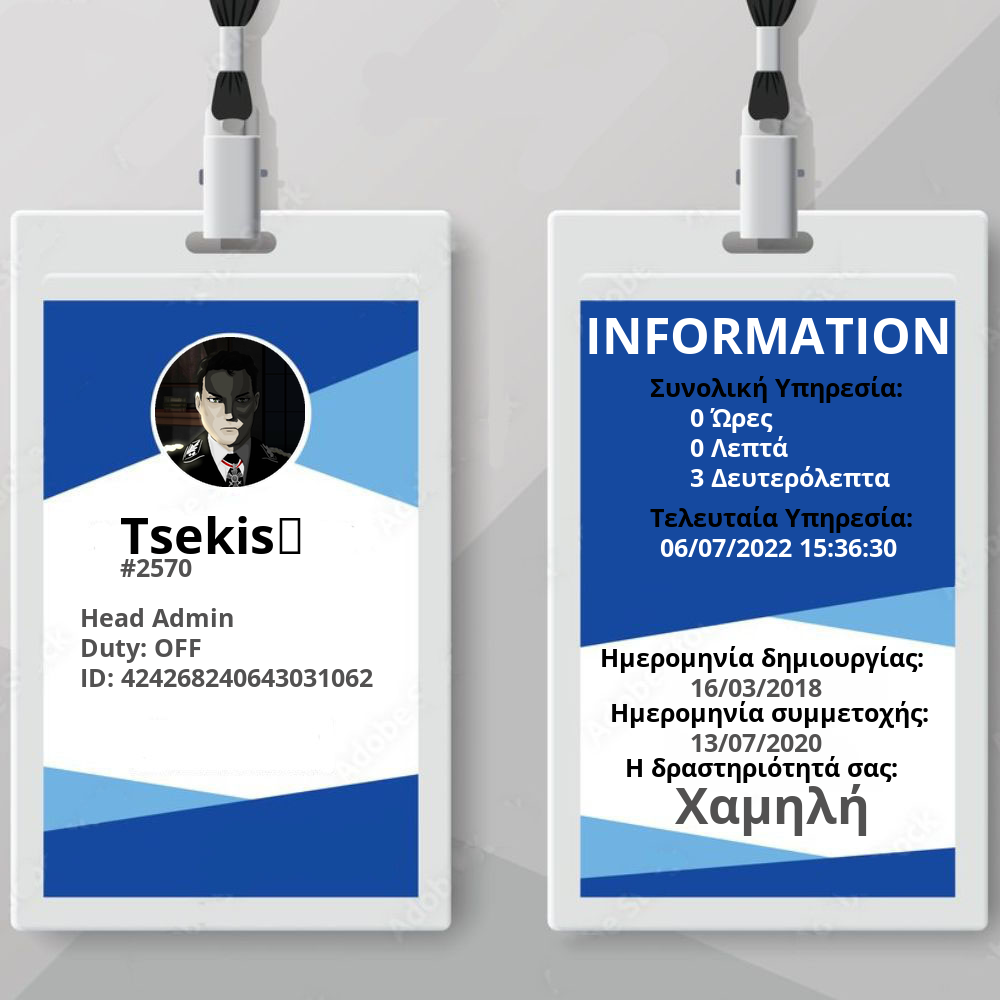 Tsekis▯
#2570
Head Admin
Duty: OFF
ID: 424268240643031062
INFORMATION
Συνολική Υπηρεσία:
0 Ώρες
0 Λεπτά
3 Δευτερόλεπτα
Τελευταία Υπηρεσία:
06/07/2022 15:36:30
Ημερομηνία δημιουργίας:
16/03/2018
Ημερομηνία συμμετοχής:
13/07/2020
Η δραστηριότητά σας:
Χαμηλή